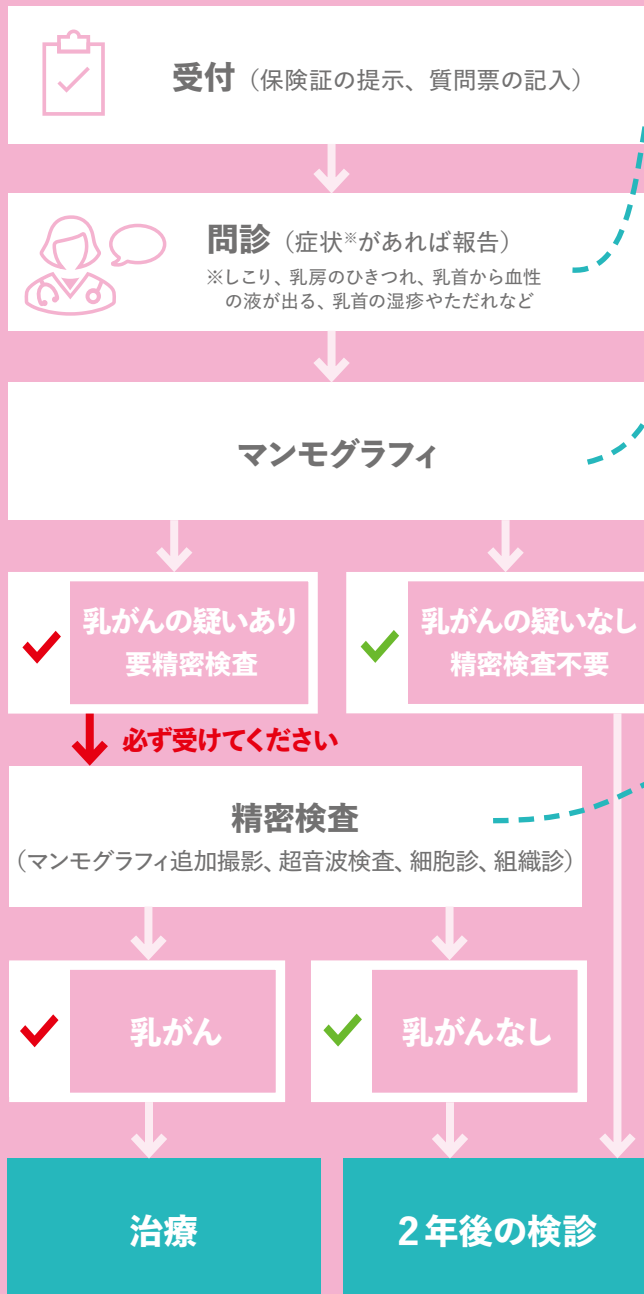 受付（保険証の提示、質問票の記入）
問診（症状※があれば報告）
※しこり、乳房のひきつれ、乳首から血性
の液が出る、乳首の湿疹やただれなど
マンモグラフィ
乳がんの疑いあり
要精密検査
乳がんの疑いなし
精密検査不要
必ず受けてください
精密検査
（マンモグラフィ追加撮影、超音波検査、細胞診、組織診）
乳がん
乳がんなし
治療
2年後の検診